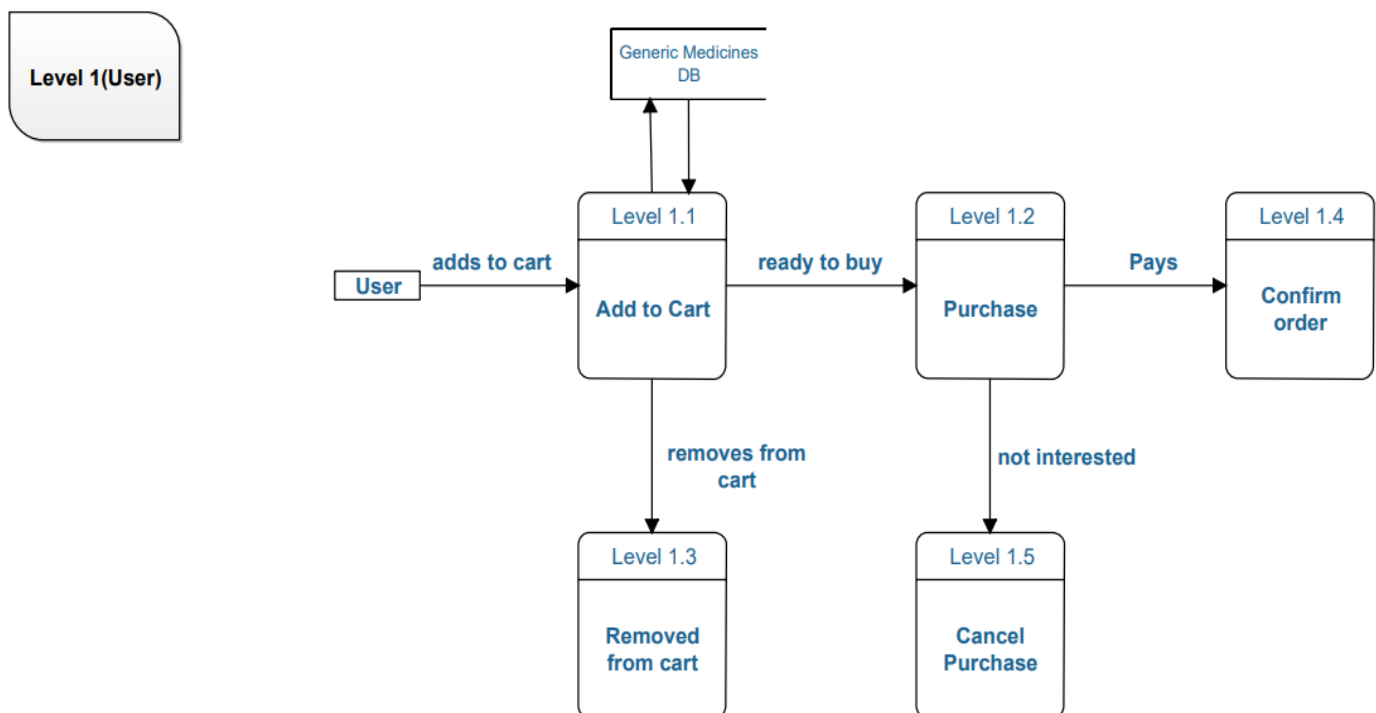 Level 1(User)
Generic Medicines
DB
Level 1.1
Level 1.2
Level 1.4
adds to cart
ready to buy
Pays
User
Add to Cart
Purchase
Confirm
order
removes from
cart
not interested
Level 1.3
Level 1.5
Removed
from cart
Cancel
Purchase